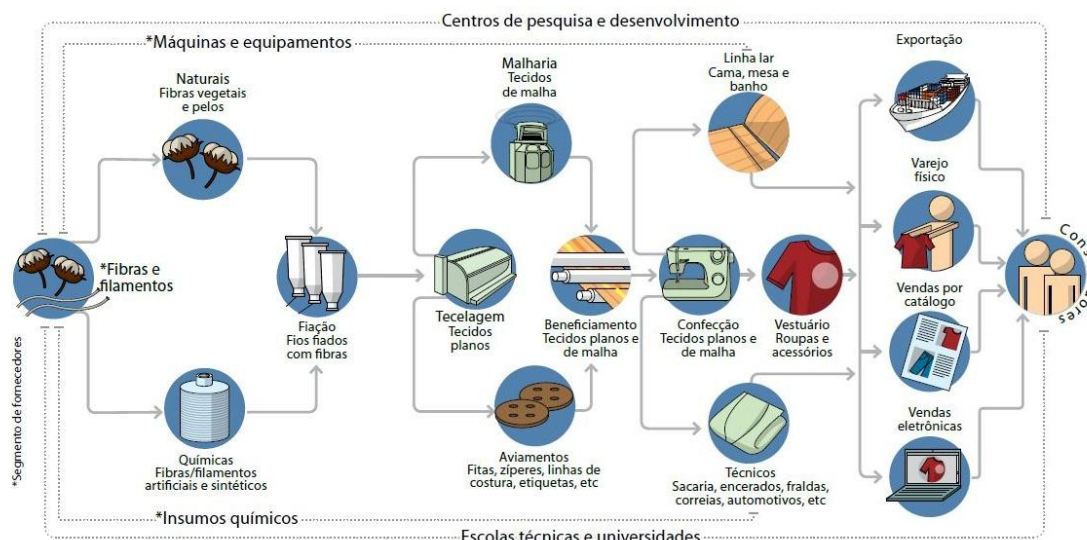 Centros de pesquisa e desenvolvimento
*Máquinas e equipamentos
Exportação
Naturais
Fibras vegetais
e pelos
Malharia
Tecidos
de malha
Linha lar
Cama, mesa e
banho
Varejo
físico
*Fibras e
filamentos
Fiação
Fios fiados
com fibras
Tecelagem
Tecidos
planos
Beneficiamento
Tecidos planos e
de malha
Confecção
Tecidos planos e
de malha
Vestuário
Roupas e
acessórios
Vendas por
catálogo
Químicas
Fibras/filamentos
artificiais e sintéticos
Aviamentos
Fitas, zíperes, linhas de
costura, etiquetas, etc
Técnicos
Sacaria, encerados, fraldas,
correias, automotivos, etc
Vendas
eletrônicas
*Segmento de fornecedores
*Insumos químicos
Escolas técnicas e universidades